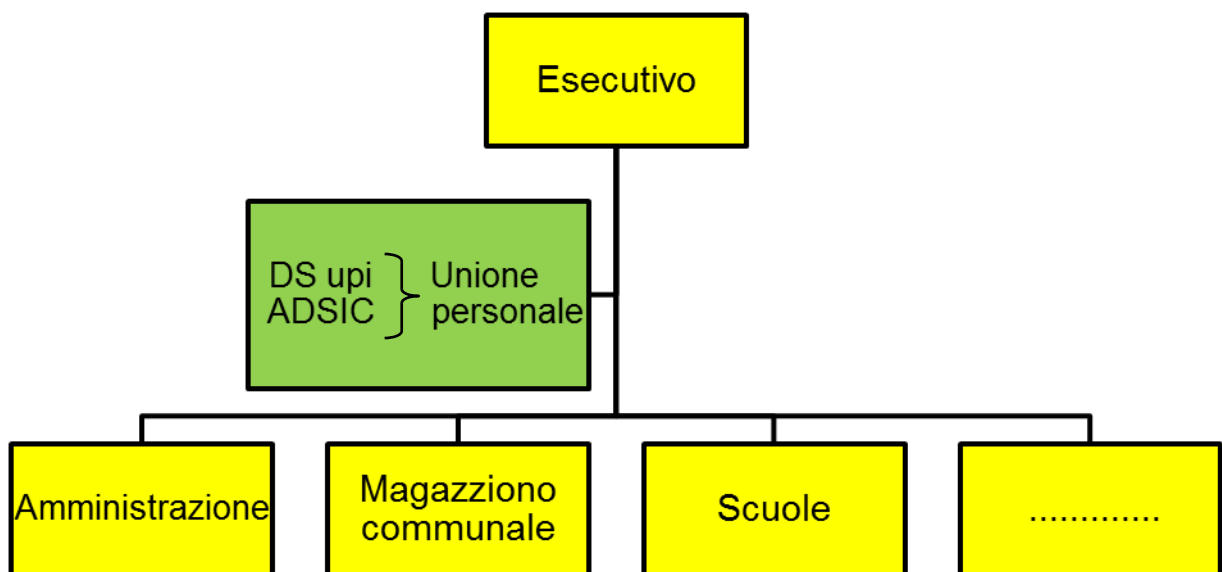 Esecutivo
DS upi } Unione
ADSIC personale
Amministrazione
Magazziono
communale
Scuole
.............